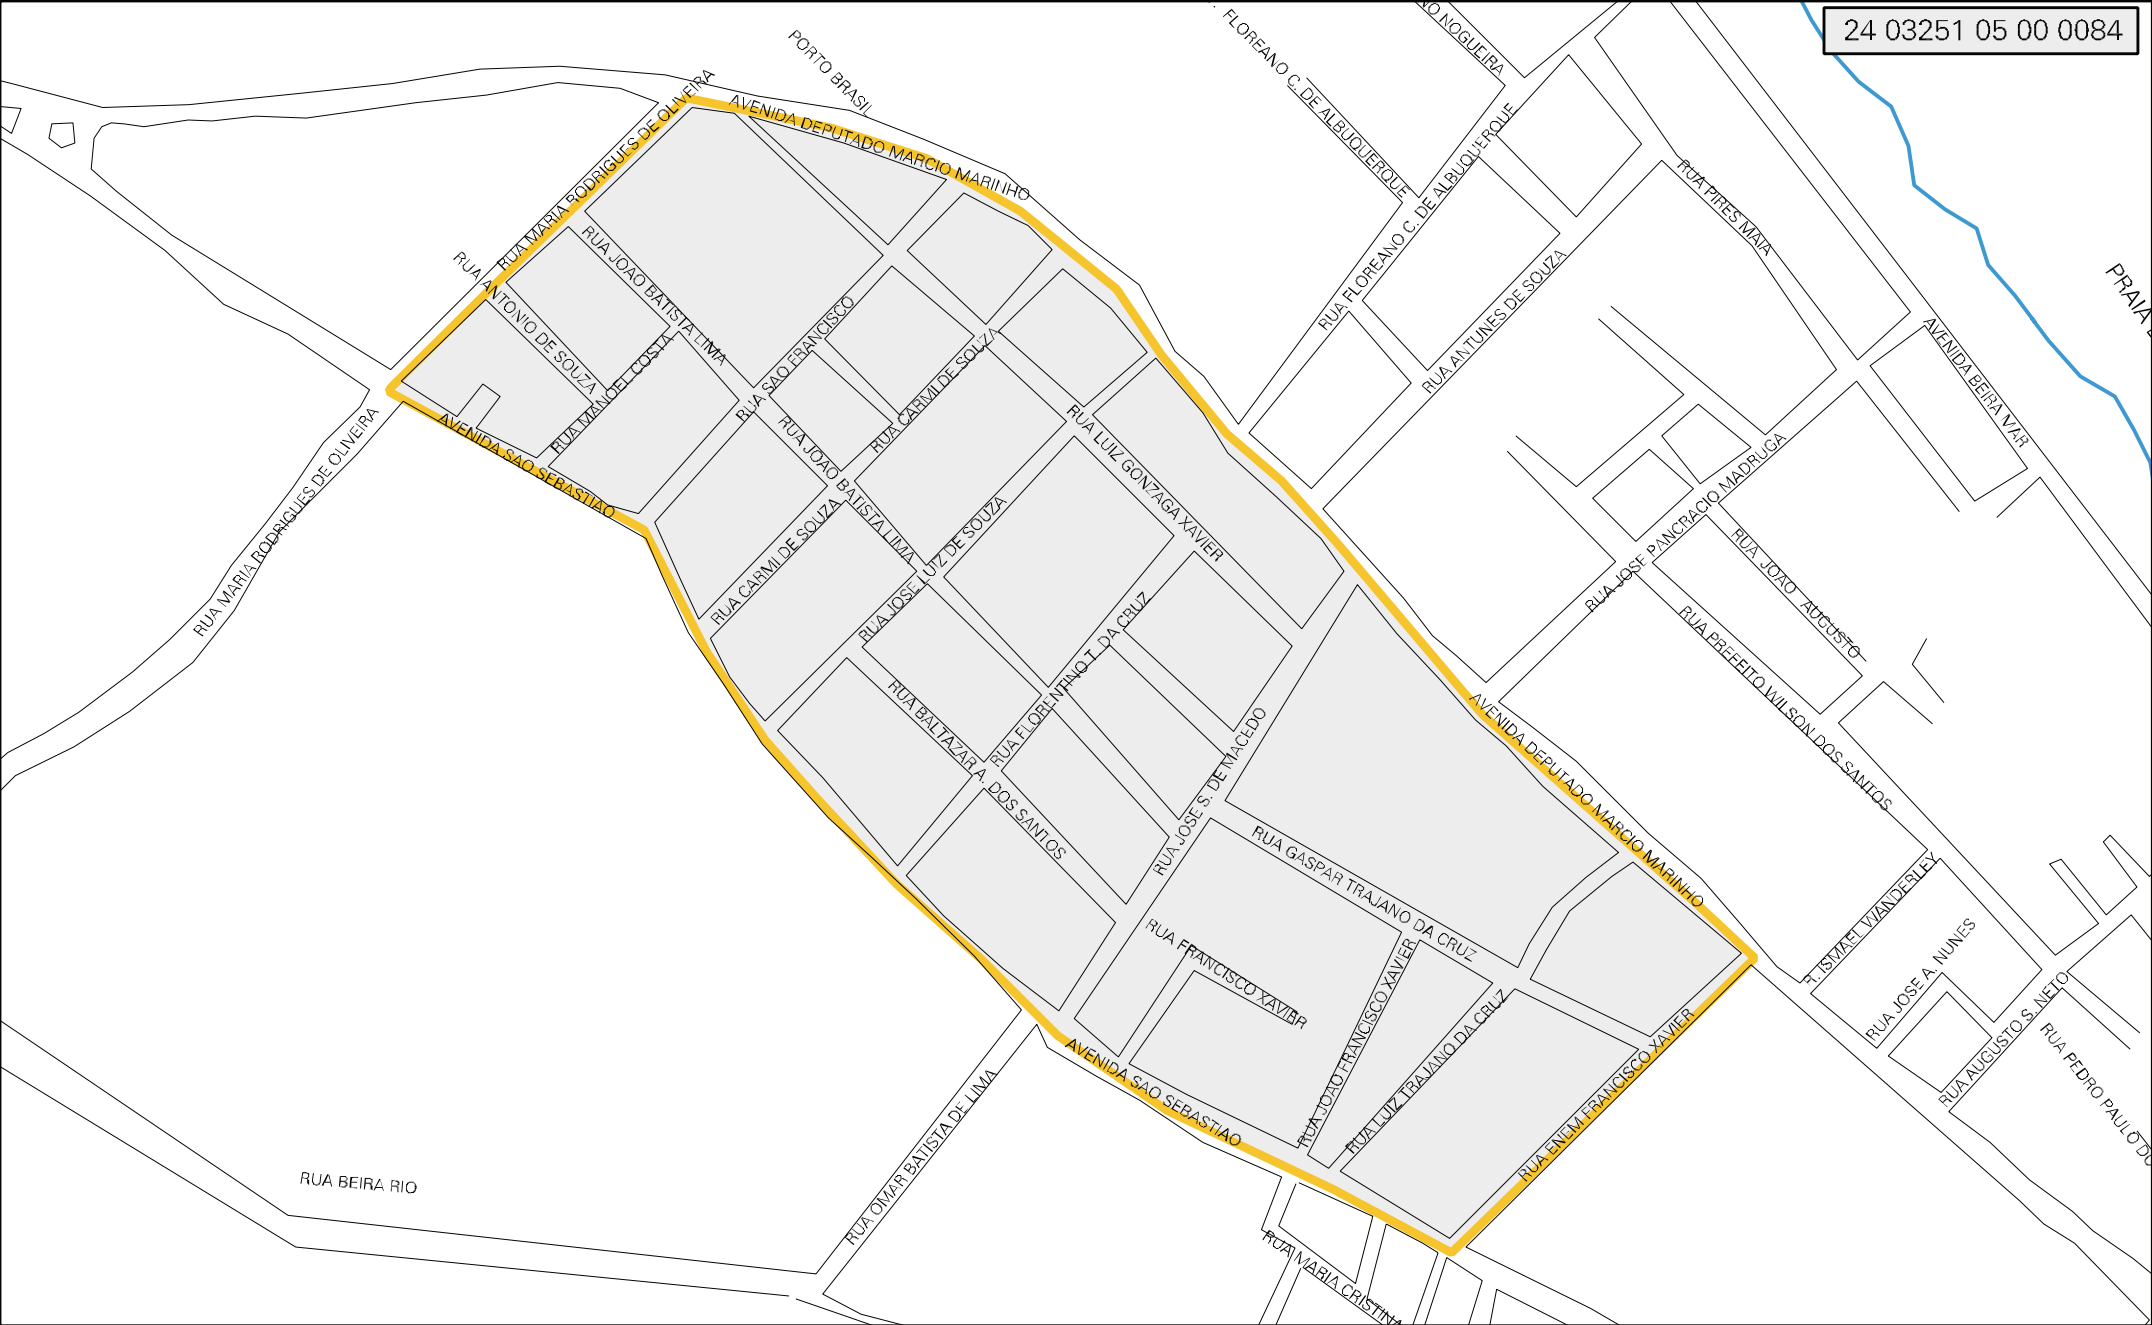 24 03251 05 00 0084
PORTO BRASIL
FLOREANO C. DE ALBUQUERQUE
NOGUEIRA
RUA MARIA RODRIGUES DE OLIVEIRA
AVENIDA DEPUTADO MARCIO MARINHO
RUA FLOREANO C. DE ALBUQUERQUE
RUA PIRES MAIA
RUA ANTUNES DE SOUZA
PRAIA
AVENIDA BEIRA MAR
RUA ANTONIO DE SOUZA
RUA JOAO BATISTA LIMA
RUA MANOEL COSTA
RUA SAO FRANCISCO
RUA CARMI DE SOUZA
AVENIDA SAO SEBASTIAO
RUA MARIA RODRIGUES DE OLIVEIRA
RUA JOAO BATISTA LIMA
RUA LUIZ GONZAGA XAVIER
RUA CARMI DE SOUZA
RUA JOSE LUIZ DE SOUZA
RUA JOSE PANCRACIO MADRUGA
RUA JOAO AUGUSTO
RUA PREFEITO WILSON DOS SANTOS
RUA FLORENTINO T. DA CRUZ
RUA BALTAZAR A. DOS SANTOS
RUA JOSE S. DE MACEDO
AVENIDA DEPUTADO MARCIO MARINHO
RUA GASPAR TRAJANO DA CRUZ
RUA FRANCISCO XAVIER
RUA JOAO FRANCISCO XAVIER
RUA LUIZ TRAJANO DA CRUZ
RUA ENEM FRANCISCO XAVIER
R. ISMAEL WANDERLEY
RUA JOSE A. NUNES
RUA AUGUSTO S. NETO
RUA PEDRO PAULO DO
AVENIDA SAO SEBASTIAO
RUA OMAR BATISTA DE LIMA
RUA BEIRA RIO
RUA MARIA CRISTINA